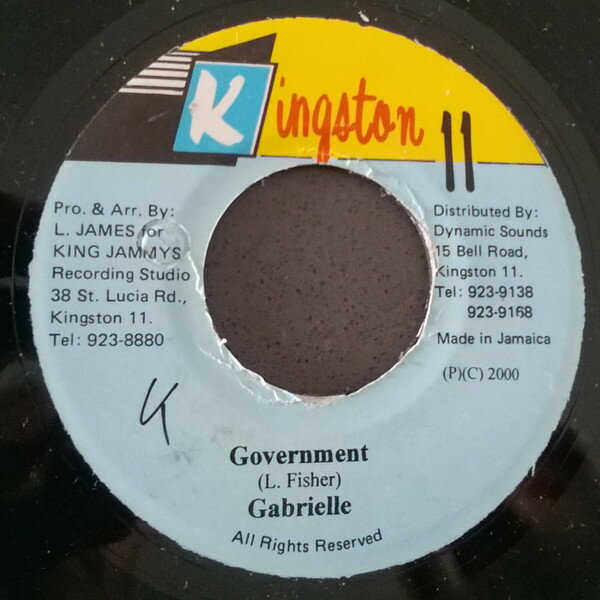 Kingston 11
Pro. & Arr. By:
L. JAMES for
KING JAMMYS
Recording Studio
38 St. Lucia Rd.,
Kingston 11.
Tel: 923-8880
Distributed By:
Dynamic Sounds
15 Bell Road,
Kingston 11.
Tel: 923-9138
923-9168
Made in Jamaica
(P)(C) 2000
Government
(L. Fisher)
Gabrielle
All Rights Reserved